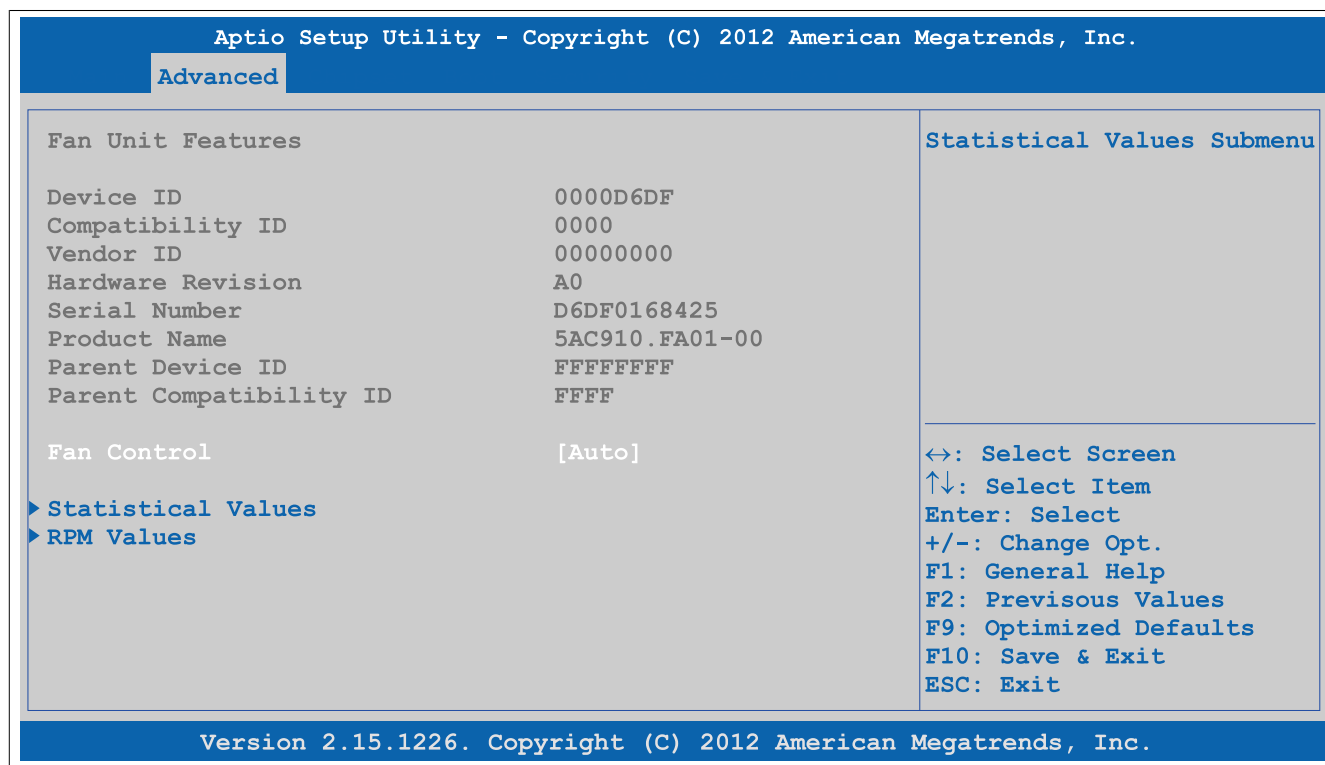 Aptio Setup Utility - Copyright (C) 2012 American Megatrends, Inc.
Advanced
Fan Unit Features
Device ID 0000D6DF
Compatibility ID 0000
Vendor ID 00000000
Hardware Revision A0
Serial Number D6DF0168425
Product Name 5AC910.FA01-00
Parent Device ID FFFFFFFF
Parent Compatibility ID FFFF
Fan Control [Auto]
Statistical Values
RPM Values
Statistical Values Submenu
↔: Select Screen
↑↓: Select Item
Enter: Select
+/-: Change Opt.
F1: General Help
F2: Previsous Values
F9: Optimized Defaults
F10: Save & Exit
ESC: Exit
Version 2.15.1226. Copyright (C) 2012 American Megatrends, Inc.